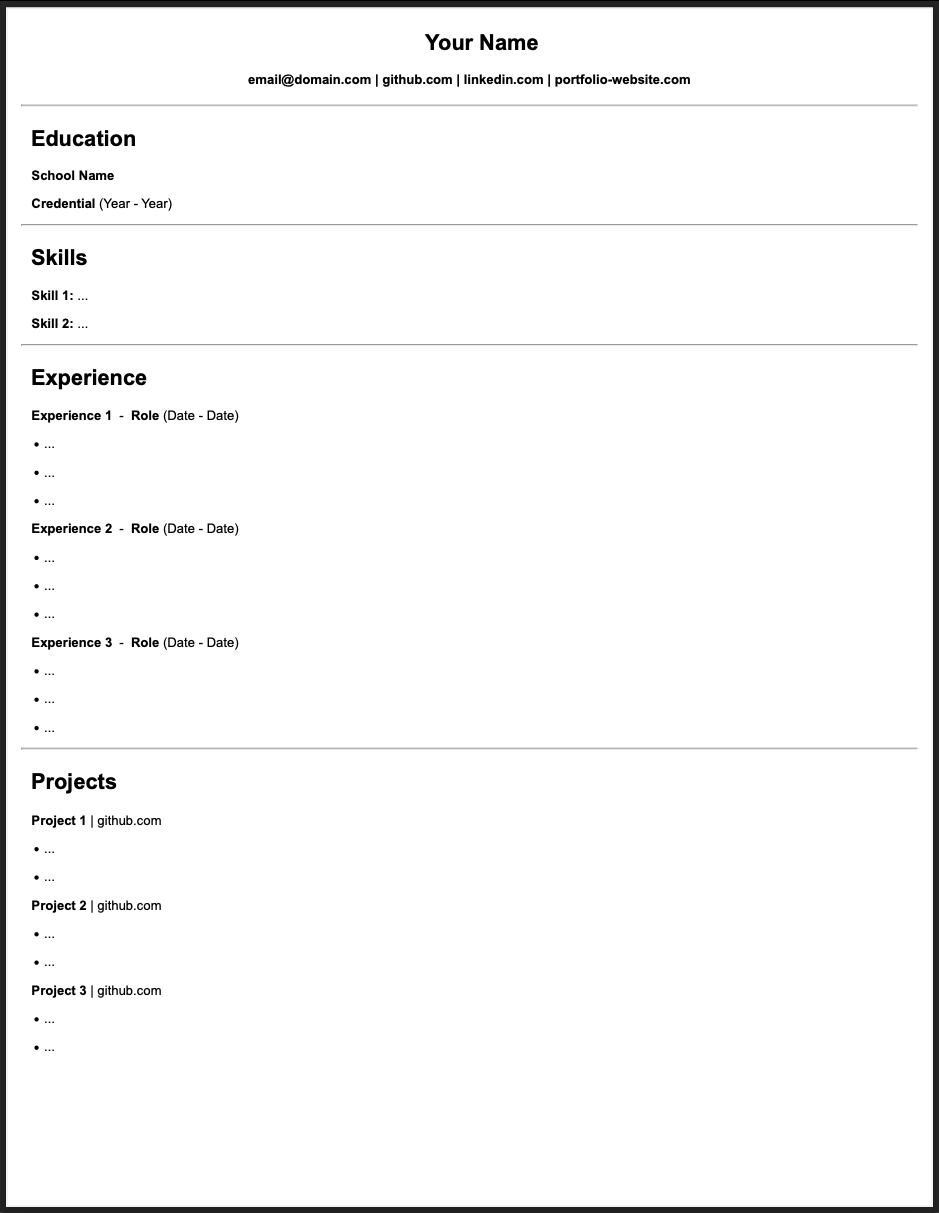 Your Name
email@domain.com | github.com | linkedin.com | portfolio-website.com
Education
School Name
Credential (Year - Year)
Skills
Skill 1: ...
Skill 2: ...
Experience
Experience 1 - Role (Date - Date)
• ...
• ...
• ...
Experience 2 - Role (Date - Date)
• ...
• ...
• ...
Experience 3 - Role (Date - Date)
• ...
• ...
• ...
Projects
Project 1 | github.com
• ...
• ...
Project 2 | github.com
• ...
• ...
Project 3 | github.com
• ...
• ...